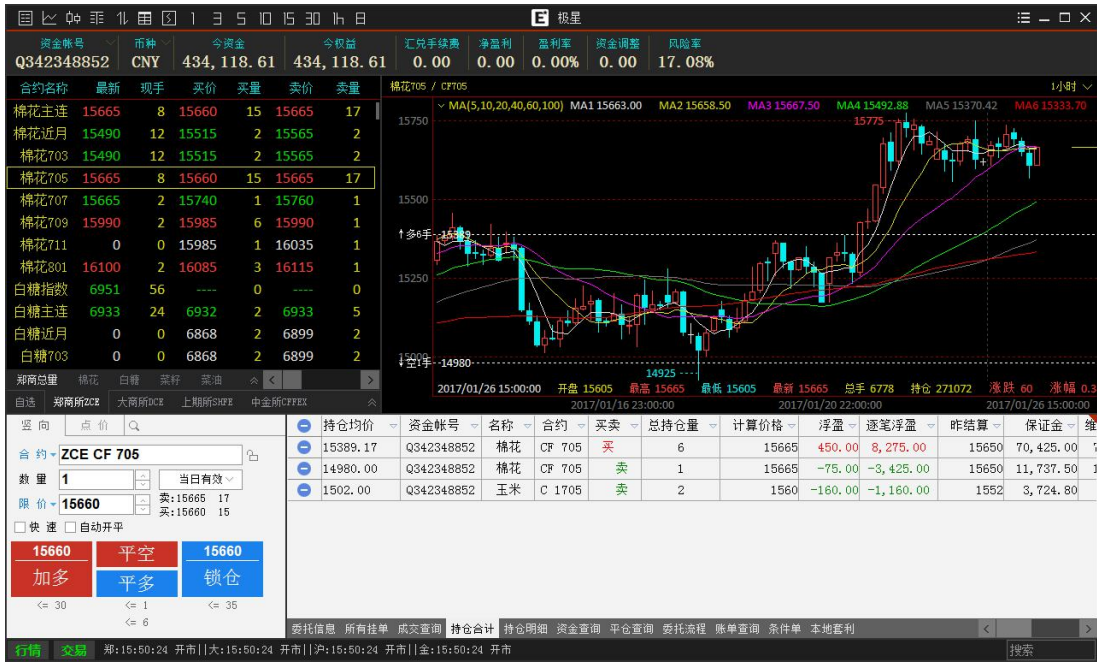 1 3 5 10 15 30 1h 日
E 极星
资金帐号 币种 今资金 今权益 汇兑手续费 净盈利 盈利率 资金调整 风险率
Q342348852 CNY 434,118.61 434,118.61 0.00 0.00 0.00% 0.00 17.08%
合约名称 最新 现手 买价 买量 卖价 卖量
棉花主连 15665 8 15660 15 15665 17
棉花近月 15490 12 15515 2 15565 2
棉花703 15490 12 15515 2 15565 2
棉花705 15665 8 15660 15 15665 17
棉花707 15665 2 15740 1 15760 1
棉花709 15990 2 15985 6 15990 1
棉花711 0 0 15985 1 16035 1
棉花801 16100 2 16085 3 16115 1
白糖指数 6951 56 ---- 0 ---- 0
白糖主连 6933 24 6932 2 6933 5
白糖近月 0 0 6868 2 6899 2
白糖703 0 0 6868 2 6899 2
郑商总量 棉花 白糖 菜籽 菜油
自选 郑商所ZCE 大商所DCE 上期所SHFE 中金所CFFEX
棉花705 / CF705 1小时
MA(5,10,20,40,60,100) MA1 15663.00 MA2 15658.50 MA3 15667.50 MA4 15492.88 MA5 15370.42 MA6 15333.70
15775
15750
15500
↑多6手 15389
15250
15000
↓空1手 14980
14925
2017/01/26 15:00:00 开盘 15605 最高 15665 最低 15605 最新 15665 总手 6778 持仓 271072 涨跌 60 涨幅 0.3
2017/01/16 23:00:00 2017/01/20 22:00:00 2017/01/26 15:00:00
竖向 点价
合约 ZCE CF 705
数量 1 当日有效
限价 15660 卖:15665 17
买:15660 15
快速 自动开平
15660 加多 平空 平多 15660 锁仓
<= 30 <= 1 <= 35
<= 6
持仓均价 资金帐号 名称 合约 买卖 总持仓量 计算价格 浮盈 逐笔浮盈 昨结算 保证金 维
15389.17 Q342348852 棉花 CF 705 买 6 15665 450.00 8,275.00 15650 70,425.00
14980.00 Q342348852 棉花 CF 705 卖 1 15665 -75.00 -3,425.00 15650 11,737.50
1502.00 Q342348852 玉米 C 1705 卖 2 1560 -160.00 -1,160.00 1552 3,724.80
委托信息 所有挂单 成交查询 持仓合计 持仓明细 资金查询 平仓查询 委托流程 账单查询 条件单 本地套利
行情 交易 郑:15:50:24 开市||大:15:50:24 开市||沪:15:50:24 开市||金:15:50:24 开市 搜索